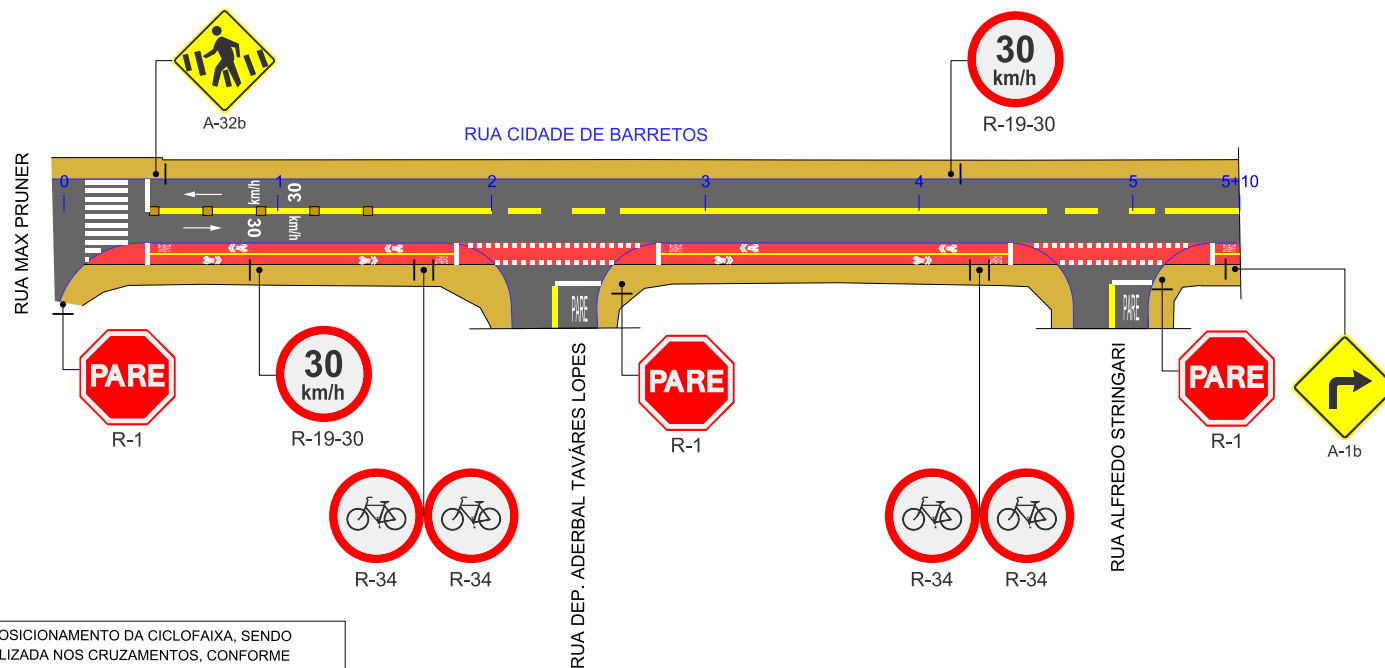 30
km/h
R-19-30
A-32b
RUA CIDADE DE BARRETOS
RUA MAX PRUNER
0
1
2
3
4
5
5+10
km/h
30
30
km/h
PARE
PARE
PARE
PARE
PARE
R-1
30
km/h
R-19-30
PARE
R-1
PARE
R-1
A-1b
R-34
R-34
R-34
R-34
RUA DEP. ADERBAL TAVÁRES LOPES
RUA ALFREDO STRINGARI
OSICIONAMENTO DA CICLOFAIXA, SENDO
LIZADA NOS CRUZAMENTOS, CONFORME